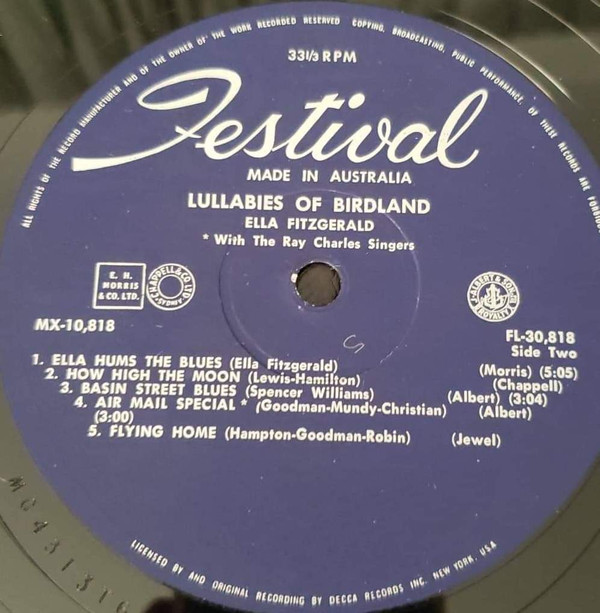 ALL RIGHTS OF THE RECORD MANUFACTURER AND OF THE OWNER OF THE WORK RECORDED RESERVED COPYING, BROADCASTING, PUBLIC PERFORMANCE, OF THESE RECORDS ARE
33 1/3 RPM
Festival
MADE IN AUSTRALIA
LULLABIES OF BIRDLAND
ELLA FITZGERALD
* With The Ray Charles Singers
E. H. MORRIS & CO. LTD.
CHAPPELL & CO LTD SYDNEY
J. ALBERT & SON ROYALTY
MX-10,818
FL-30,818
Side Two
1. ELLA HUMS THE BLUES (Ella Fitzgerald) (Morris) (5:05)
2. HOW HIGH THE MOON (Lewis-Hamilton) (Chappell)
3. BASIN STREET BLUES (Spencer Williams) (Albert) (3:04)
4. AIR MAIL SPECIAL * (Goodman-Mundy-Christian) (Albert)
(3:00)
5. FLYING HOME (Hampton-Goodman-Robin) (Jewel)
LICENSED BY AND ORIGINAL RECORDING BY DECCA RECORDS INC. NEW YORK, USA